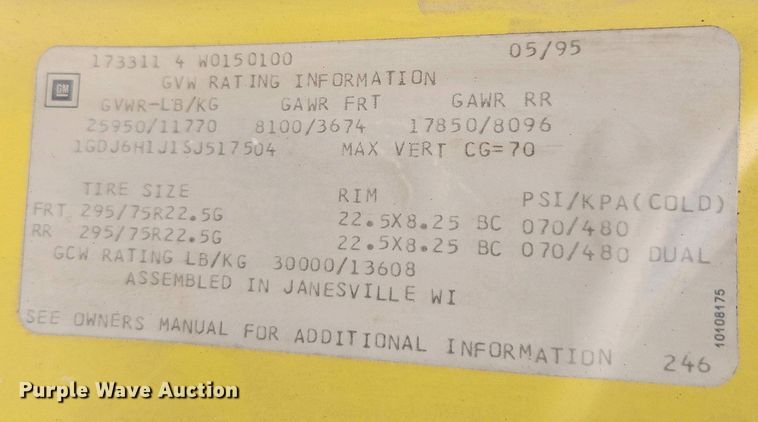 173311 4 W0150100 05/95
GM
GVW RATING INFORMATION
GVWR-LB/KG GAWR FRT GAWR RR
25950/11770 8100/3674 17850/8096
1GDJ6H1J1SJ517504 MAX VERT CG=70
TIRE SIZE RIM PSI/KPA(COLD)
FRT 295/75R22.5G 22.5X8.25 BC 070/480
RR 295/75R22.5G 22.5X8.25 BC 070/480 DUAL
GCW RATING LB/KG 30000/13608
ASSEMBLED IN JANESVILLE WI
SEE OWNERS MANUAL FOR ADDITIONAL INFORMATION 246
10108175
Purple Wave Auction